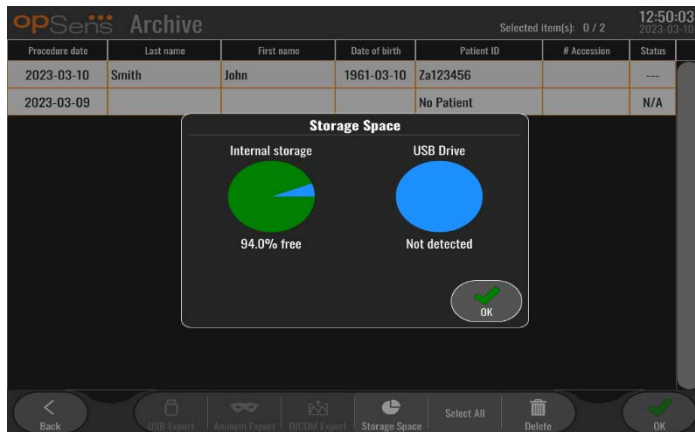 opSens Archive
Selected item(s): 0 / 2
12:50:03
2023-03-10
Procedure date Last name First name Date of birth Patient ID # Accession Status
2023-03-10 Smith John 1961-03-10 Za123456 ---
2023-03-09 No Patient N/A
Storage Space
Internal storage USB Drive
94.0% free Not detected
OK
Back USB Export Anonym Export DICOM Export Storage Space Select All Delete OK